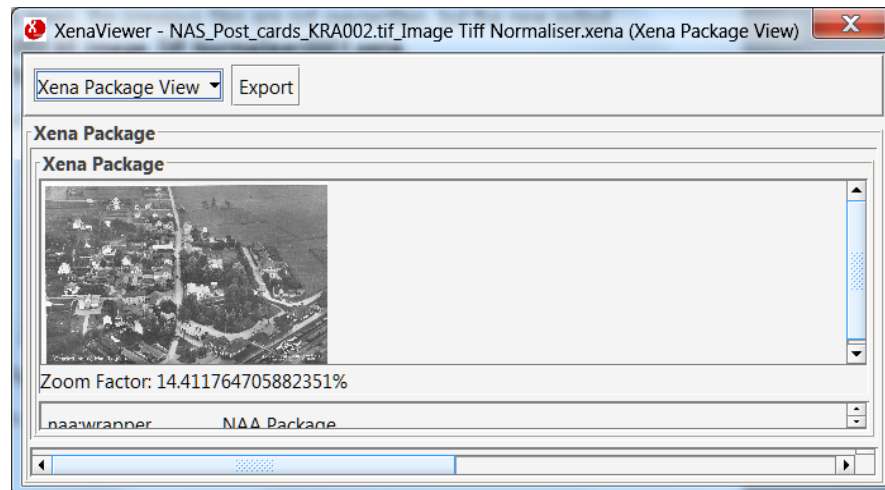 XenaViewer - NAS_Post_cards_KRA002.tif_Image Tiff Normaliser.xena (Xena Package View)
Xena Package View Export
Xena Package
Xena Package
Zoom Factor: 14.411764705882351%
naa:wrapper NAA Package